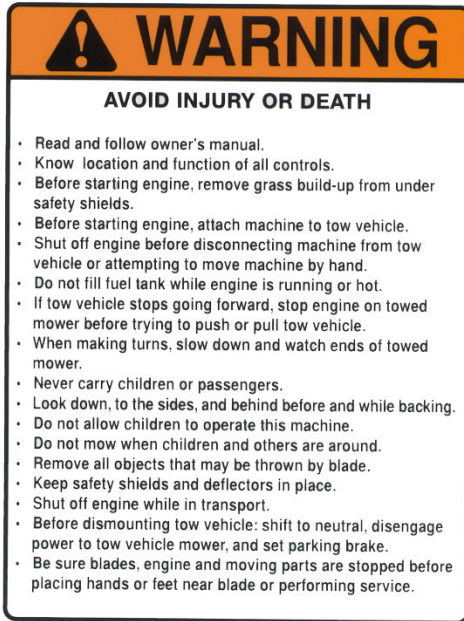 WARNING
AVOID INJURY OR DEATH
· Read and follow owner's manual.
· Know location and function of all controls.
· Before starting engine, remove grass build-up from under
safety shields.
· Before starting engine, attach machine to tow vehicle.
· Shut off engine before disconnecting machine from tow
vehicle or attempting to move machine by hand.
· Do not fill fuel tank while engine is running or hot.
· If tow vehicle stops going forward, stop engine on towed
mower before trying to push or pull tow vehicle.
· When making turns, slow down and watch ends of towed
mower.
· Never carry children or passengers.
· Look down, to the sides, and behind before and while backing.
· Do not allow children to operate this machine.
· Do not mow when children and others are around.
· Remove all objects that may be thrown by blade.
· Keep safety shields and deflectors in place.
· Shut off engine while in transport.
· Before dismounting tow vehicle: shift to neutral, disengage
power to tow vehicle mower, and set parking brake.
· Be sure blades, engine and moving parts are stopped before
placing hands or feet near blade or performing service.